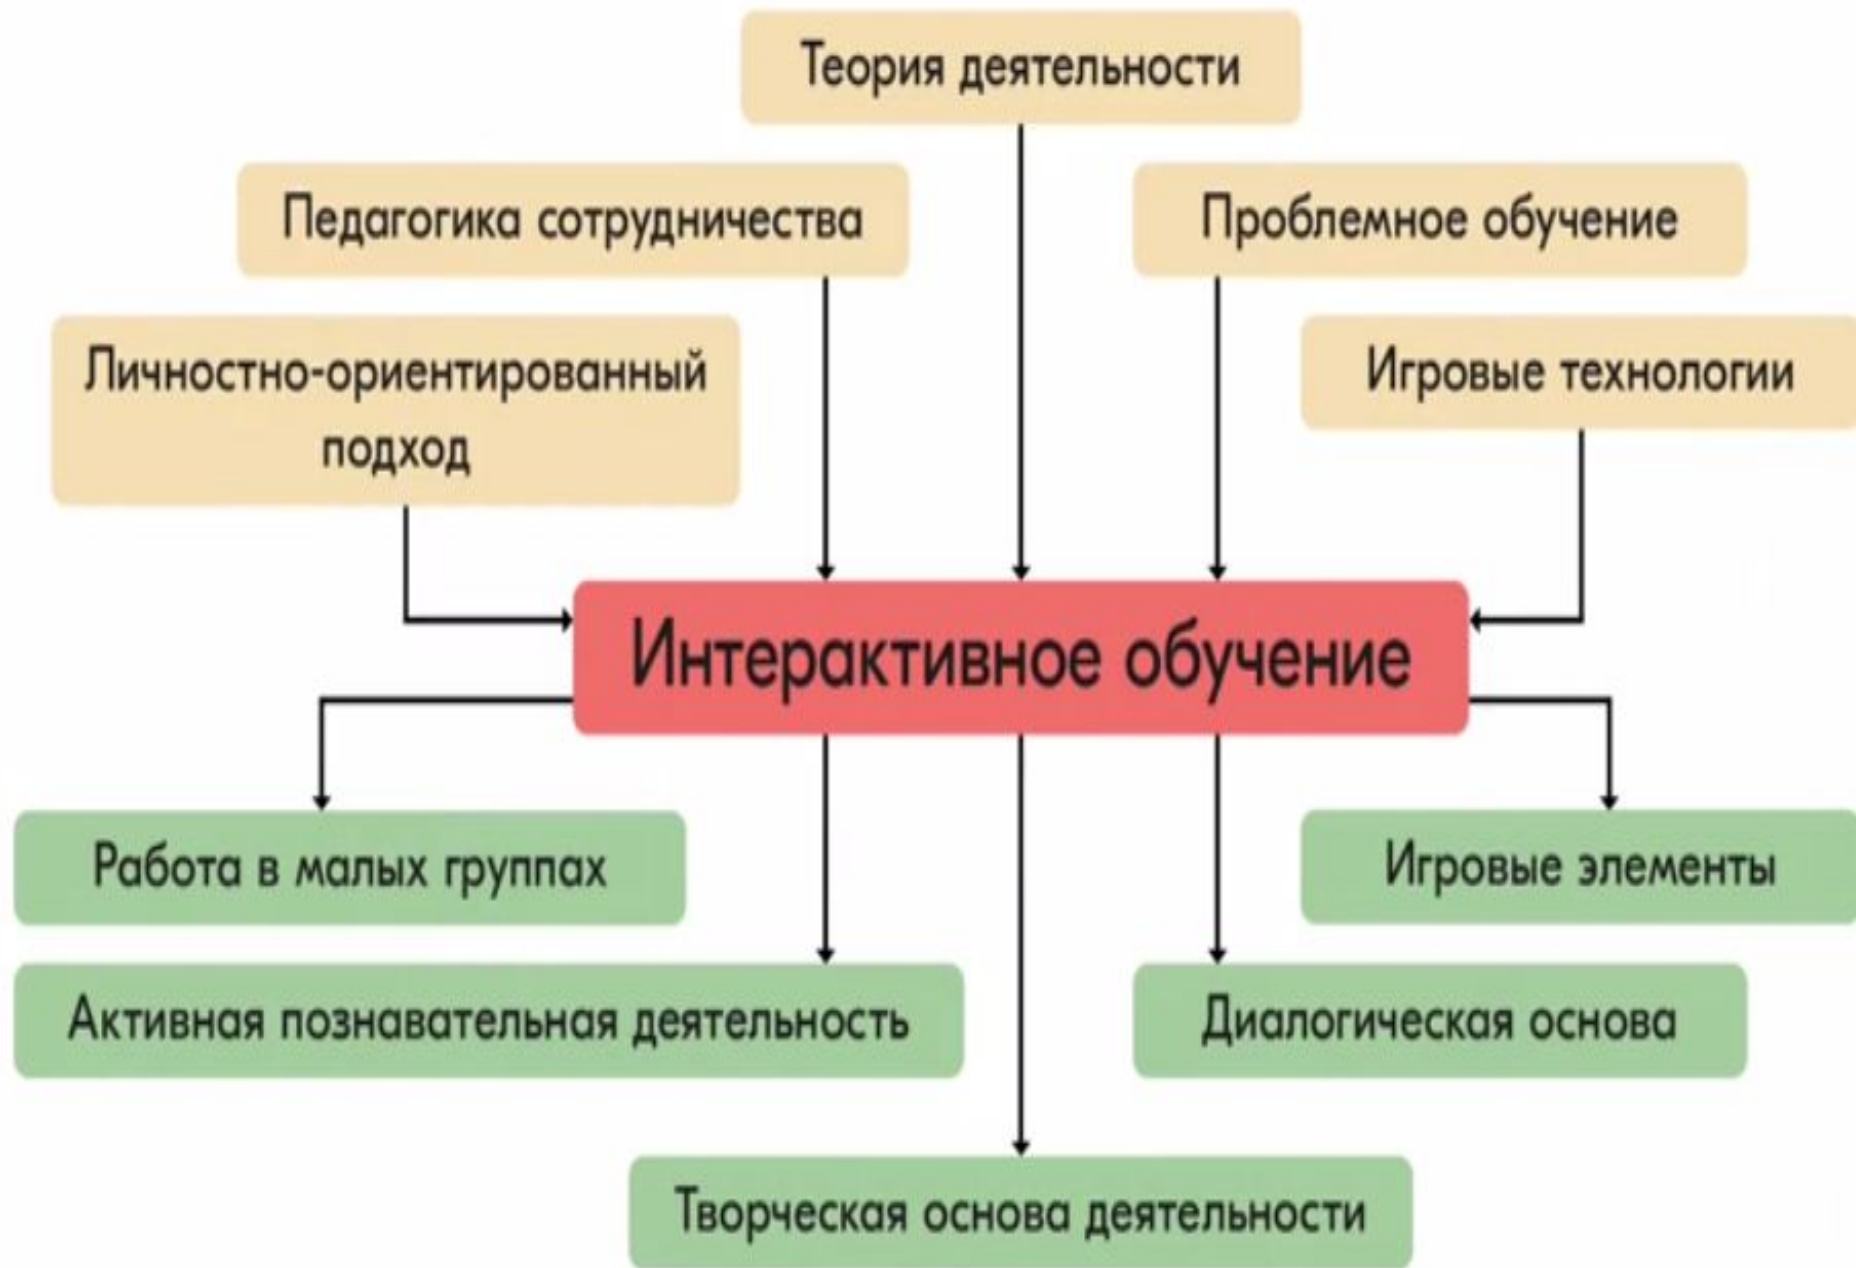 Теория деятельности
Педагогика сотрудничества
Проблемное обучение
Личностно-ориентированный
подход
Игровые технологии
Интерактивное обучение
Работа в малых группах
Игровые элементы
Активная познавательная деятельность
Диалогическая основа
Творческая основа деятельности